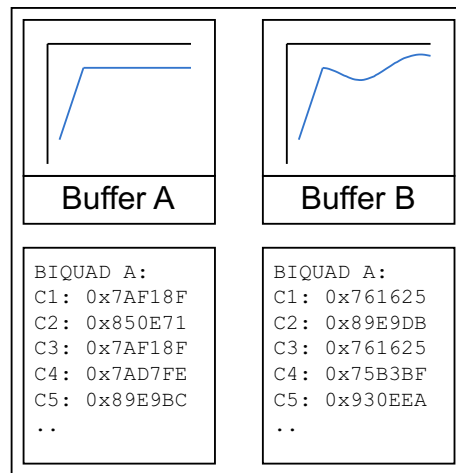 Buffer A
Buffer B
BIQUAD A:
C1: 0x7AF18F
C2: 0x850E71
C3: 0x7AF18F
C4: 0x7AD7FE
C5: 0x89E9BC
..
BIQUAD A:
C1: 0x761625
C2: 0x89E9DB
C3: 0x761625
C4: 0x75B3BF
C5: 0x930EEA
..